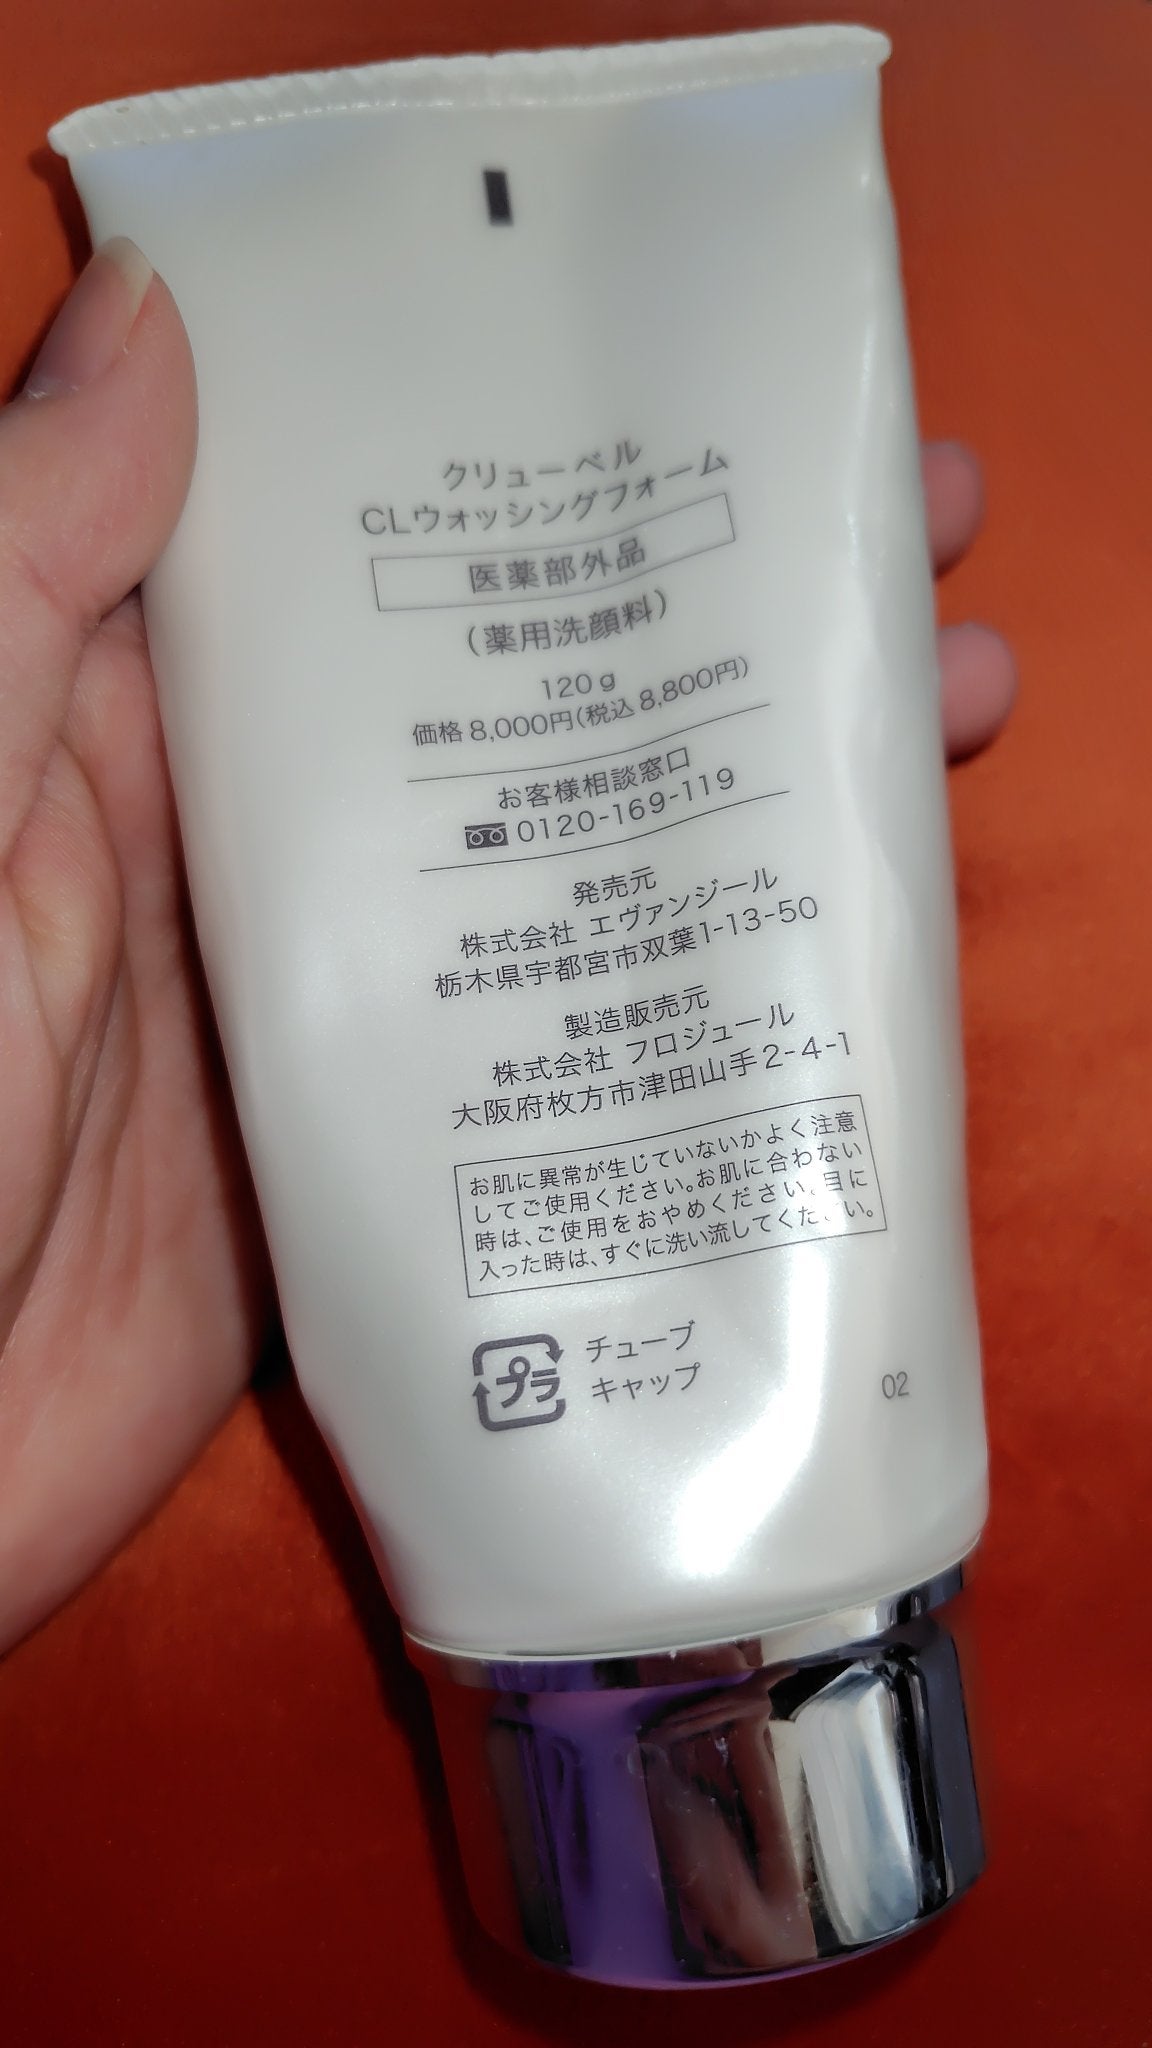 クリューベル
CLウォッシングフォーム
医薬部外品
（薬用洗顔料）
120g
価格8,000円(税込8,800円)
お客様相談窓口
0120-169-119
発売元
株式会社 エヴァンジール
栃木県宇都宮市双葉1-13-50
製造販売元
株式会社 フロジュール
大阪府枚方市津田山手2-4-1
お肌に異常が生じていないかよく注意
してご使用ください。お肌に合わない
時は、ご使用をおやめください。目に
入った時は、すぐに洗い流してください。
プラ
チューブ
キャップ
02